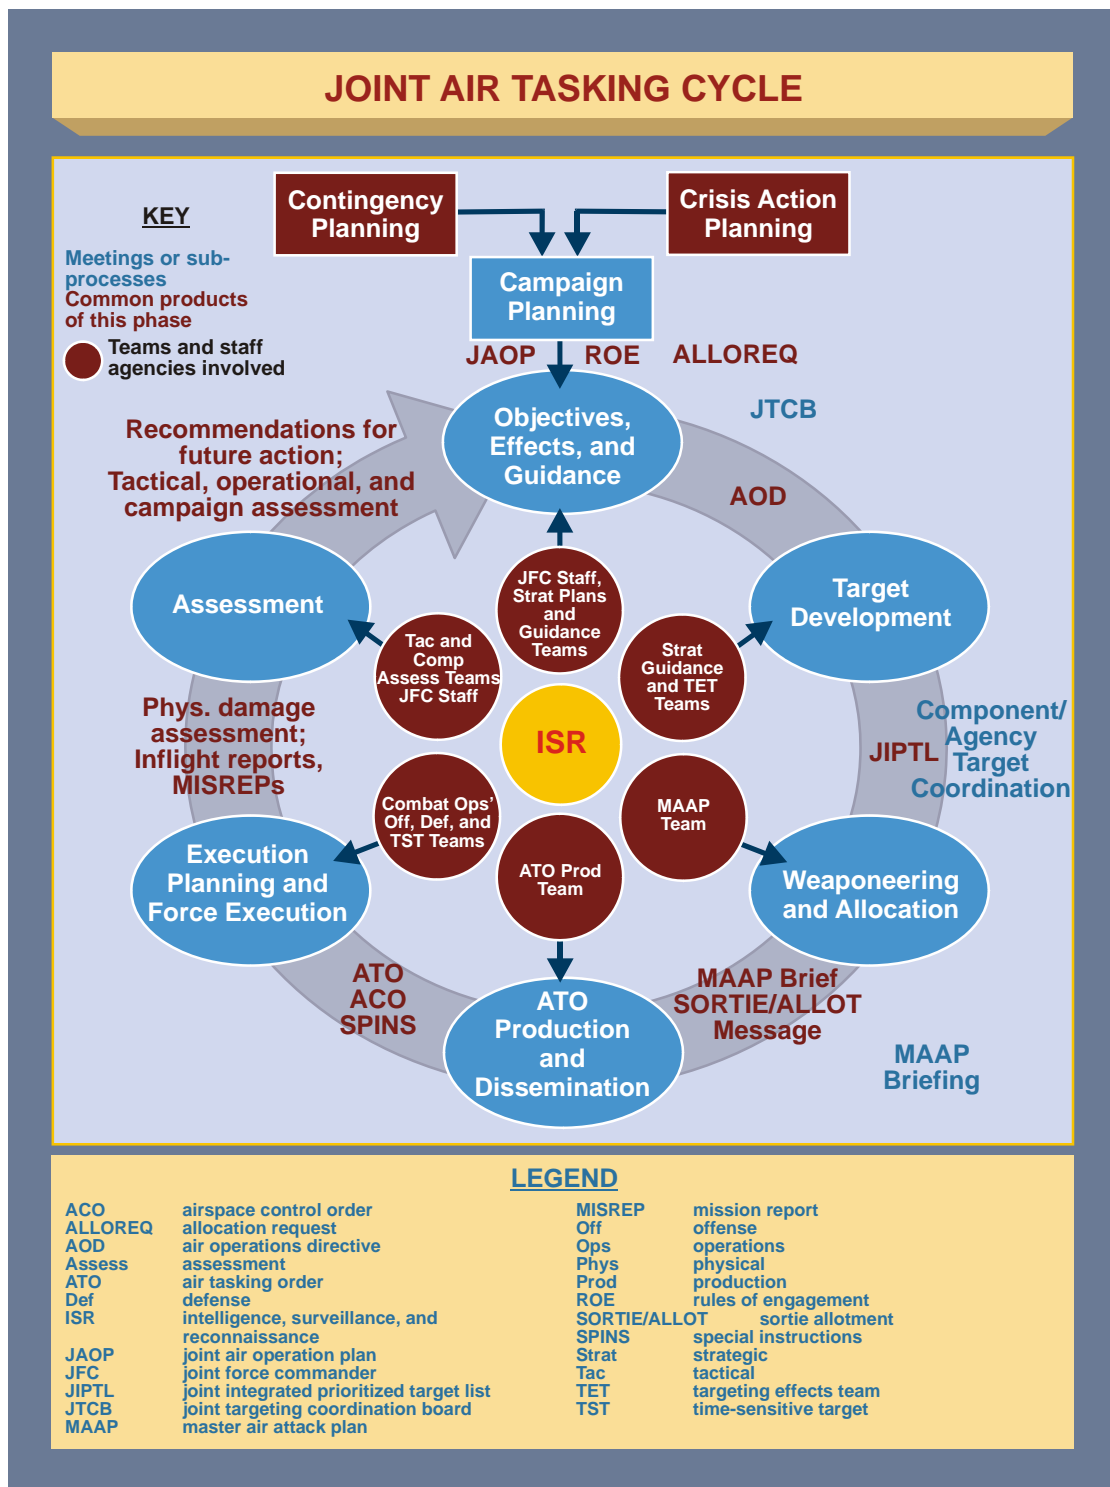 JOINT AIR TASKING CYCLE
Contingency
Planning
Crisis Action
Planning
KEY
Meetings or sub-
processes
Common products
of this phase
Teams and staff
agencies involved
Campaign
Planning
JAOP
ROE
ALLOREQ
JTCB
Objectives,
Effects, and
Guidance
Recommendations for
future action;
Tactical, operational, and
campaign assessment
AOD
Assessment
Target
Development
JFC Staff,
Strat Plans
and
Guidance
Teams
Tac and
Comp
Assess Teams
JFC Staff
Strat
Guidance
and TET
Teams
ISR
Phys. damage
assessment;
Inflight reports,
MISREPs
JIPTL
Component/
Agency
Target
Coordination
Combat Ops’
Off, Def, and
TST Teams
MAAP
Team
ATO Prod
Team
Execution
Planning and
Force Execution
Weaponeering
and Allocation
ATO
ACO
SPINS
ATO
Production
and
Dissemination
MAAP Brief
SORTIE/ALLOT
Message
MAAP
Briefing
LEGEND
ACO airspace control order
ALLOREQ allocation request
AOD air operations directive
Assess assessment
ATO air tasking order
Def defense
ISR intelligence, surveillance, and
reconnaissance
JAOP joint air operation plan
JFC joint force commander
JIPTL joint integrated prioritized target list
JTCB joint targeting coordination board
MAAP master air attack plan
MISREP mission report
Off offense
Ops operations
Phys physical
Prod production
ROE rules of engagement
SORTIE/ALLOT sortie allotment
SPINS special instructions
Strat strategic
Tac tactical
TET targeting effects team
TST time-sensitive target